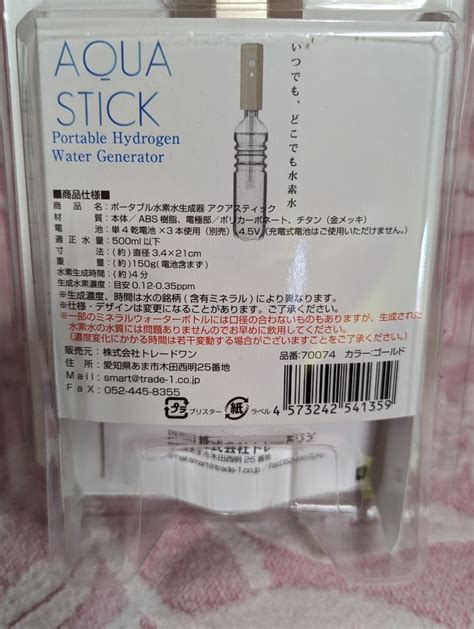 AQUA
STICK
Portable Hydrogen
Water Generator
いつでも、どこでも水素水
■商品仕様■
商品名：ポータブル水素水生成器 アクアスティック
材質：本体／ABS樹脂、電極部／ポリカーボネート、チタン（金メッキ）
電池：単4乾電池×3本使用（別売） 4.5V（充電式電池はご使用いただけません。）
適正水量：500ml以下
サイズ：（約）直径3.4×21cm
重量：（約）150g（電池含まず）
水素生成時間：（約）4分
生成水素濃度：目安 0.12-0.35ppm
※生成濃度、時間は水の銘柄（含有ミネラル）により異なります。
※仕様・デザインは変更になることがあります。ご了承ください。
※一部のミネラルウォーターボトルには口径の合わないものもありますが、生成された
水素水の水質には問題ありませんのでお早めに飲用してください。
（濃度変化にかかる時間は若干変動する場合がございますことをご了承ください。）
販売元：株式会社トレードワン
住所：愛知県あま市木田西明25番地
Mail：smart@trade-1.co.jp
FaX：052-445-8355
品番：70074 カラー：ゴールド
プラ ブリスター 紙 ラベル
4 573242 541359